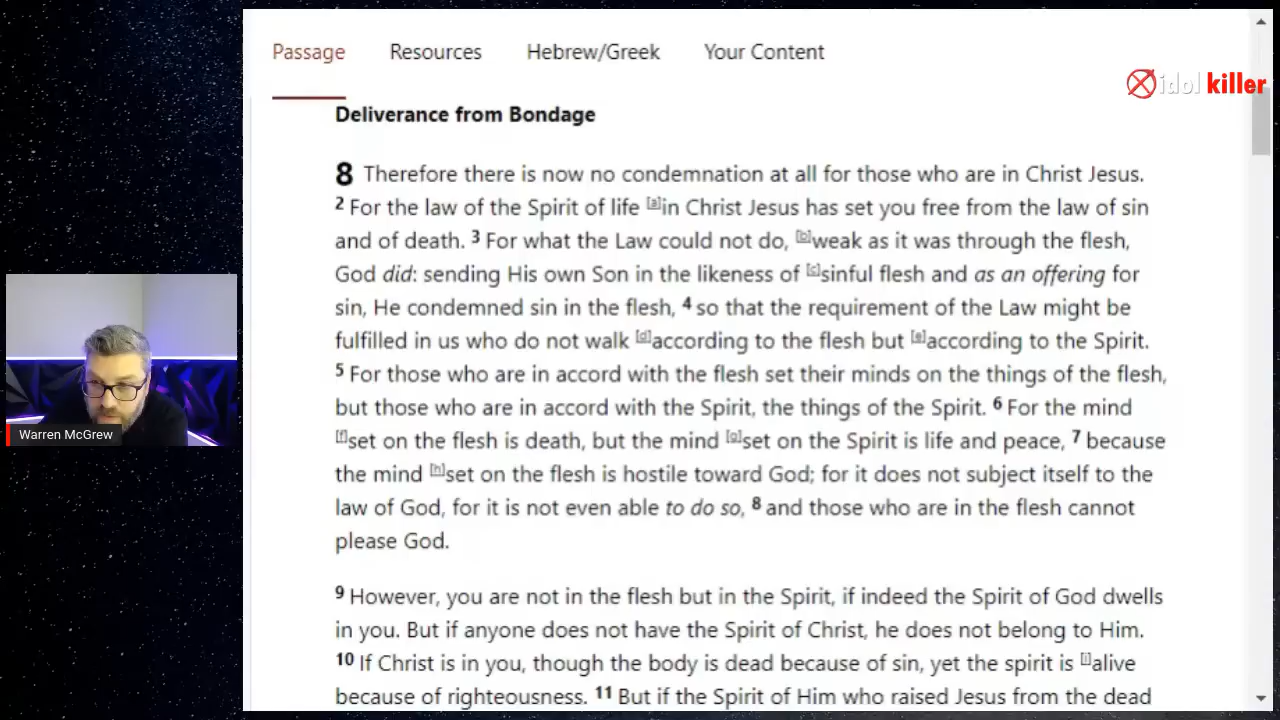 Passage Resources Hebrew/Greek Your Content
idol killer
Deliverance from Bondage
8 Therefore there is now no condemnation at all for those who are in Christ Jesus.
2 For the law of the Spirit of life [a]in Christ Jesus has set you free from the law of sin
and of death. 3 For what the Law could not do, [b]weak as it was through the flesh,
God did: sending His own Son in the likeness of [c]sinful flesh and as an offering for
sin, He condemned sin in the flesh, 4 so that the requirement of the Law might be
fulfilled in us who do not walk [d]according to the flesh but [e]according to the Spirit.
5 For those who are in accord with the flesh set their minds on the things of the flesh,
but those who are in accord with the Spirit, the things of the Spirit. 6 For the mind
[f]set on the flesh is death, but the mind [g]set on the Spirit is life and peace, 7 because
the mind [h]set on the flesh is hostile toward God; for it does not subject itself to the
law of God, for it is not even able to do so, 8 and those who are in the flesh cannot
please God.
9 However, you are not in the flesh but in the Spirit, if indeed the Spirit of God dwells
in you. But if anyone does not have the Spirit of Christ, he does not belong to Him.
10 If Christ is in you, though the body is dead because of sin, yet the spirit is [i]alive
because of righteousness. 11 But if the Spirit of Him who raised Jesus from the dead
Warren McGrew